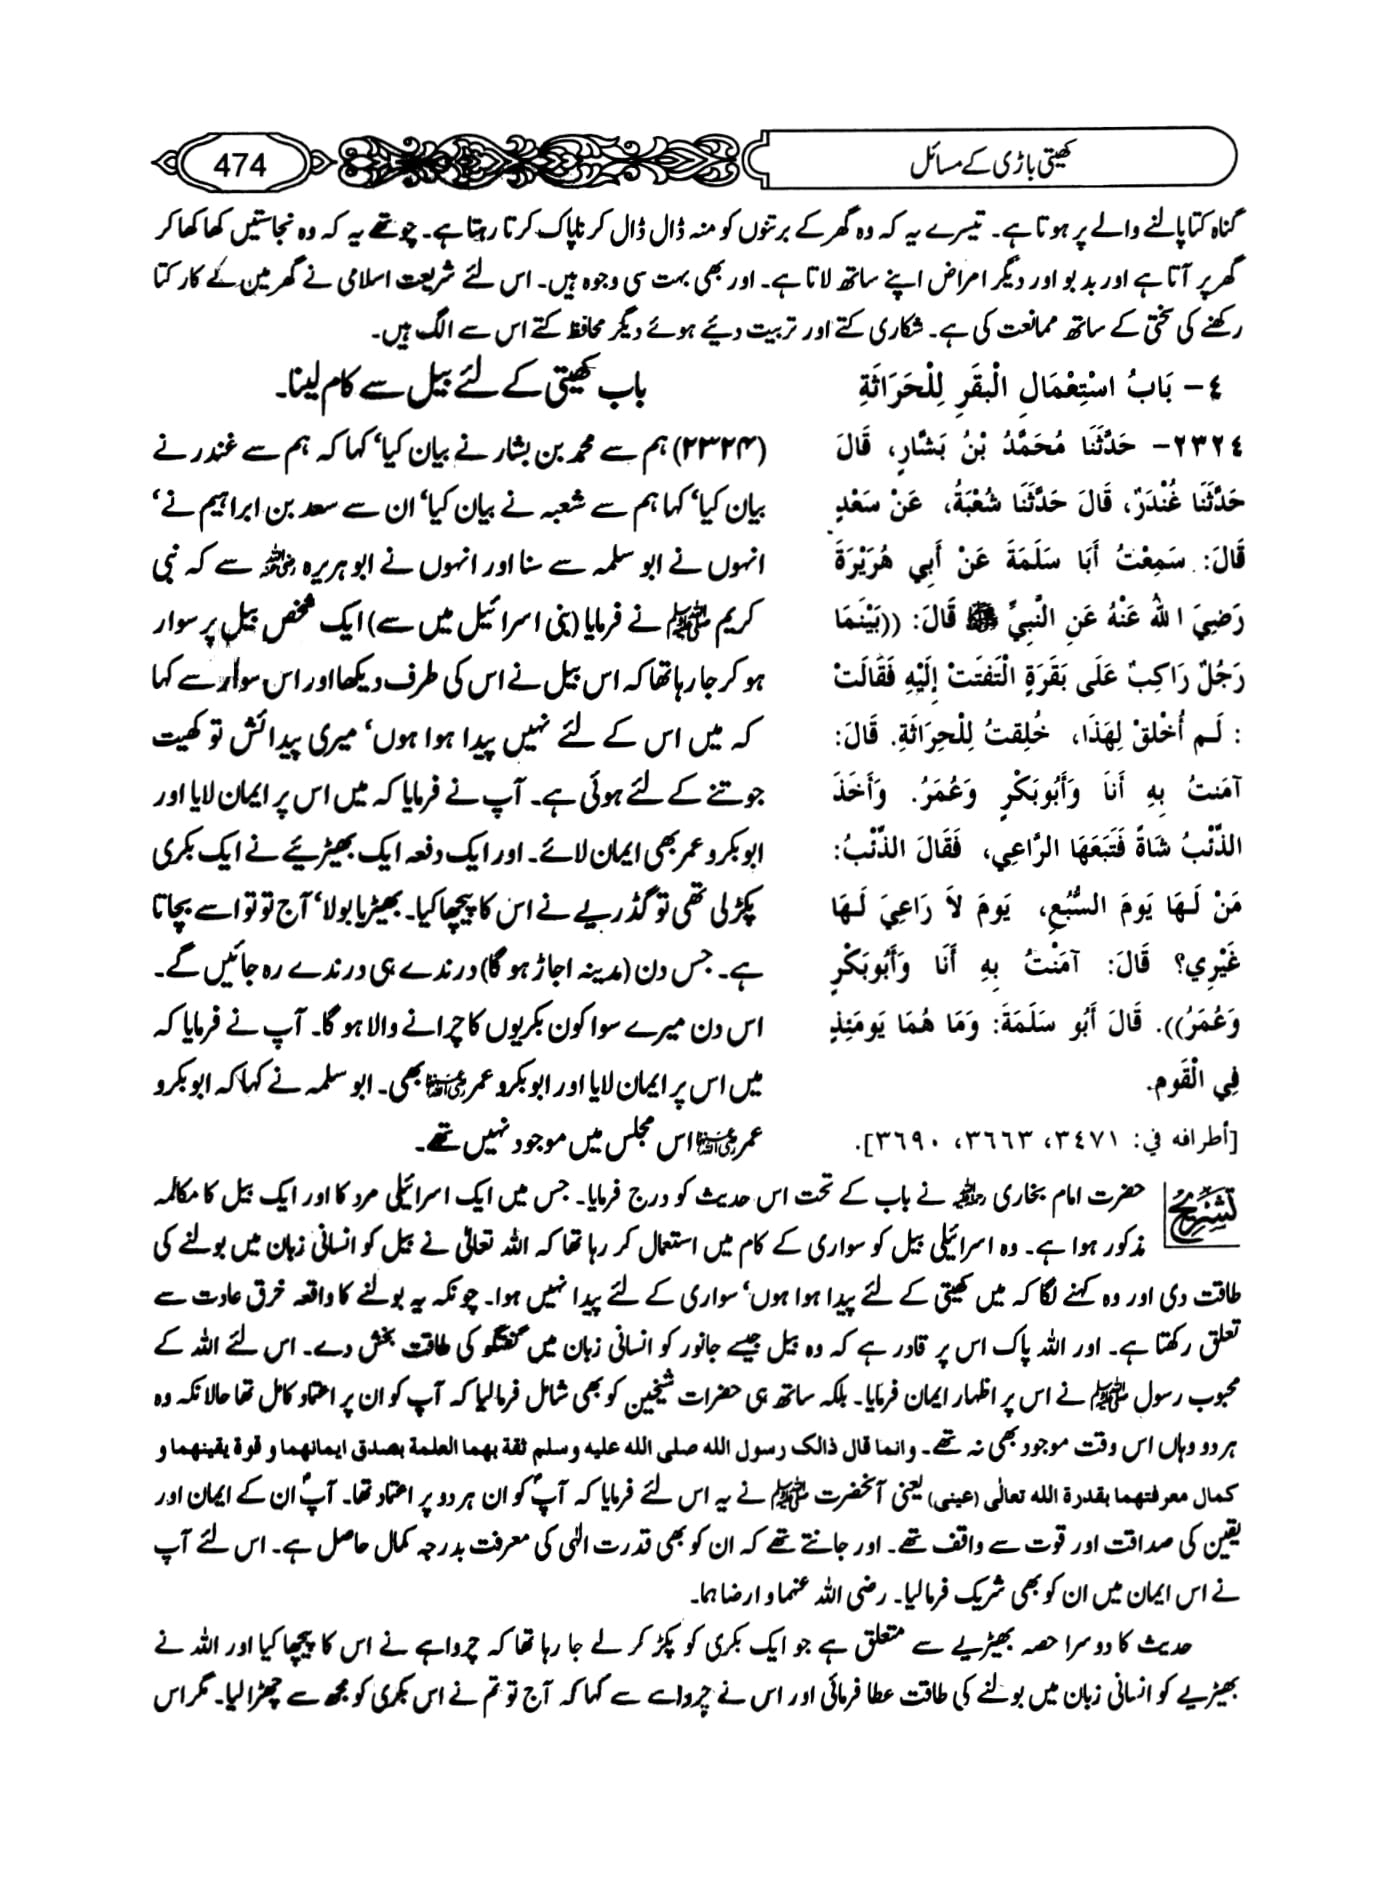 کھیتی باڑی کے مسائل
474
گناہ کتا پالنے والے پر ہوتا ہے۔ تیسرے یہ کہ وہ گھر کے برتنوں کو منہ ڈال ڈال کر ناپاک کرتا رہتا ہے۔ چوتھے یہ کہ وہ نجاستیں کھا کھا کر
گھر پر آتا ہے اور بدبو اور دیگر امراض اپنے ساتھ لاتا ہے۔ اور بھی بہت سی وجوہ ہیں۔ اس لئے شریعت اسلامی نے گھر میں بے کار کتا
رکھنے کی سختی کے ساتھ ممانعت کی ہے۔ شکاری کتے اور تربیت دئیے ہوئے دیگر محافظ کتے اس سے الگ ہیں۔
٤- بَابُ اسْتِعْمَالِ الْبقَرِ لِلْحَرَاثَةِ
٢٣٢٤- حَدَّثَنَا مُحَمَّدُ بْنُ بَشَّارٍ، قَالَ
حَدَّثَنَا غُنْدَرٌ، قَالَ حَدَّثَنَا شُعْبَةُ، عَنْ سَعْدٍ
قَالَ: سَمِعْتُ أَبَا سَلَمَةَ عَنْ أَبِي هُرَيْرَةَ
رَضِيَ اللهُ عَنْهُ عَنِ النَّبِيِّ ﷺ قَالَ: ((بَيْنَمَا
رَجُلٌ رَاكِبٌ عَلَى بَقَرَةٍ الْتَفتَتْ إِلَيْهِ فَقَالَتْ
: لَـم أُخْلقْ لِهَذَا، خُلِقتُ لِلْحِرَاثَةِ. قَالَ:
آمَنتُ بِهِ أَنَا وَأَبُوبَكْرٍ وَعُمَرُ. وَأَخَذَ
الذِّئْبُ شَاةً فَتَبَعَهَا الرَّاعِي، فَقَالَ الذِّئْبُ:
مَنْ لَـهَا يَومَ السَّبُعِ، يَومَ لاَ رَاعِيَ لَـهَا
غَيْرِي؟ قَالَ: آمَنْتُ بِهِ أَنَا وَأَبُوبَكْرٍ
وَعُمَرُ)). قَالَ أَبُو سَلَمَةَ: وَمَا هُمَا يَومَئِذٍ
فِي الْقَومِ.
[أطرافه في: ٣٤٧١، ٣٦٦٣، ٣٦٩٠].
باب کھیتی کے لئے بیل سے کام لینا۔
(۲۳۲۴) ہم سے محمد بن بشار نے بیان کیا‘ کہا کہ ہم سے غندر نے
بیان کیا‘ کہا ہم سے شعبہ نے بیان کیا‘ ان سے سعد بن ابراہیم نے‘
انہوں نے ابو سلمہ سے سنا اور انہوں نے ابو ہریرہ رضی اللہ عنہ سے کہ نبی
کریم ﷺ نے فرمایا (بنی اسرائیل میں سے) ایک شخص بیل پر سوار
ہو کر جا رہا تھا کہ اس بیل نے اس کی طرف دیکھا اور اس سوار سے کہا
کہ میں اس کے لئے نہیں پیدا ہوا ہوں‘ میری پیدائش تو کھیت
جوتنے کے لئے ہوئی ہے۔ آپ نے فرمایا کہ میں اس پر ایمان لایا اور
ابوبکر و عمر بھی ایمان لائے۔ اور ایک دفعہ ایک بھیڑیئے نے ایک بکری
پکڑ لی تھی تو گڈریے نے اس کا پیچھا کیا۔ بھیڑیا بولا‘ آج تو تو اسے بچاتا
ہے۔ جس دن (مدینہ اجاڑ ہو گا) درندے ہی درندے رہ جائیں گے۔
اس دن میرے سوا کون بکریوں کا چرانے والا ہو گا۔ آپ نے فرمایا کہ
میں اس پر ایمان لایا اور ابوبکر و عمر رضی اللہ عنہما بھی۔ ابو سلمہ نے کہا کہ ابوبکر و
عمر رضی اللہ عنہما اس مجلس میں موجود نہیں تھے۔
تشریح حضرت امام بخاری رحمہ اللہ نے باب کے تحت اس حدیث کو درج فرمایا۔ جس میں ایک اسرائیلی مرد کا اور ایک بیل کا مکالمہ
مذکور ہوا ہے۔ وہ اسرائیلی بیل کو سواری کے کام میں استعمال کر رہا تھا کہ اللہ تعالیٰ نے بیل کو انسانی زبان میں بولنے کی
طاقت دی اور وہ کہنے لگا کہ میں کھیتی کے لئے پیدا ہوا ہوں‘ سواری کے لئے پیدا نہیں ہوا۔ چونکہ یہ بولنے کا واقعہ خرق عادت سے
تعلق رکھتا ہے۔ اور اللہ پاک اس پر قادر ہے کہ وہ بیل جیسے جانور کو انسانی زبان میں گفتگو کی طاقت بخش دے۔ اس لئے اللہ کے
محبوب رسول ﷺ نے اس پر اظہار ایمان فرمایا۔ بلکہ ساتھ ہی حضرات شیخین کو بھی شامل فرمالیا کہ آپ کو ان پر اعتماد کامل تھا حالانکہ وہ
ہر دو وہاں اس وقت موجود بھی نہ تھے۔ وانما قال ذالک رسول الله صلی الله علیه وسلم ثقة بهما العلمة بصدق ایمانهما و قوة یقینهما و
کمال معرفتهما بقدرة الله تعالٰی (عینی) یعنی آنحضرت ﷺ نے یہ اس لئے فرمایا کہ آپؐ کو ان ہر دو پر اعتماد تھا۔ آپؐ ان کے ایمان اور
یقین کی صداقت اور قوت سے واقف تھے۔ اور جانتے تھے کہ ان کو بھی قدرت الٰہی کی معرفت بدرجہ کمال حاصل ہے۔ اس لئے آپ
نے اس ایمان میں ان کو بھی شریک فرمالیا۔ رضی اللہ عنہما و ارضاہما۔
حدیث کا دوسرا حصہ بھیڑیے سے متعلق ہے جو ایک بکری کو پکڑ کر لے جا رہا تھا کہ چرواہے نے اس کا پیچھا کیا اور اللہ نے
بھیڑیے کو انسانی زبان میں بولنے کی طاقت عطا فرمائی اور اس نے چرواہے سے کہا کہ آج تو تم نے اس بکری کو مجھ سے چھڑا لیا۔ مگر اس